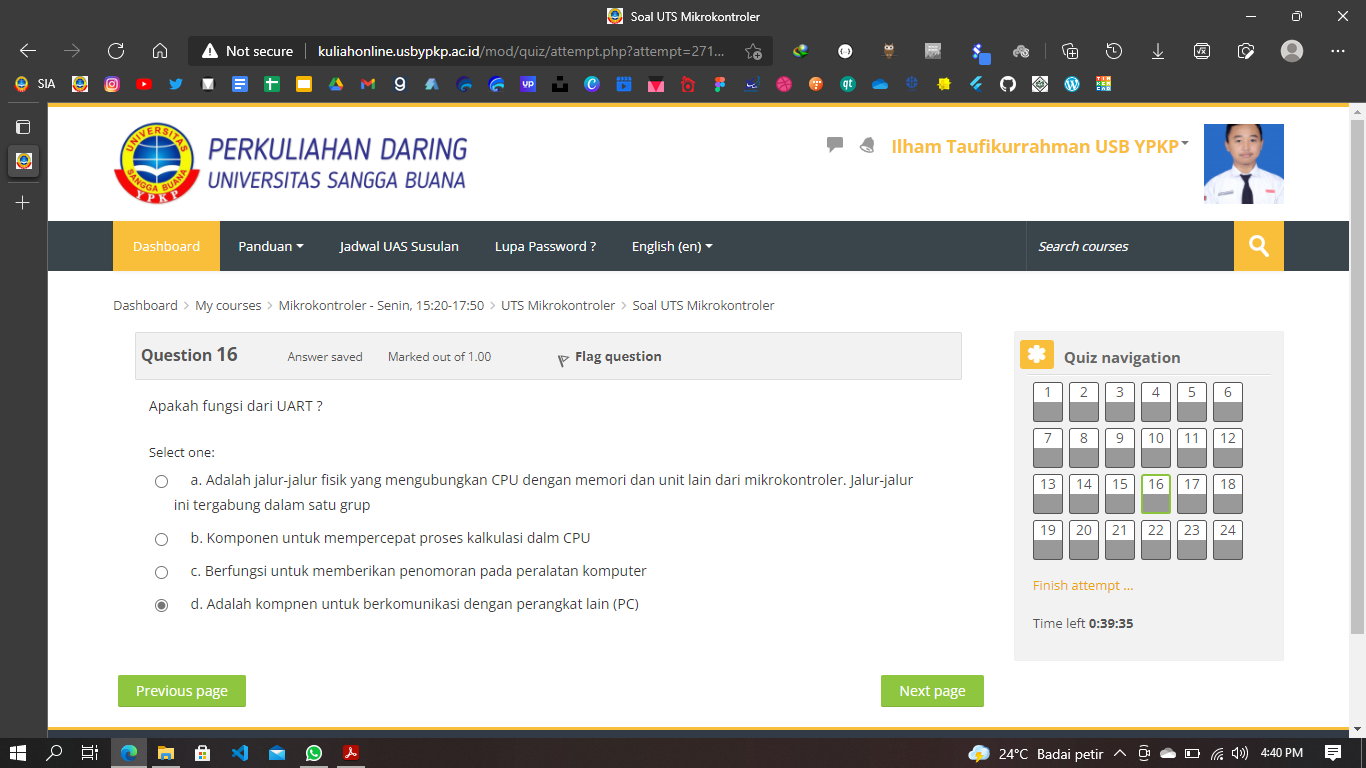 Soal UTS Mikrokontroler
Not secure
kuliahonline.usbypkp.ac.id/mod/quiz/attempt.php?attempt=271...
SIA
UNIVERSITAS SANGGA BUANA YPKP
PERKULIAHAN DARING
UNIVERSITAS SANGGA BUANA
Ilham Taufikurrahman USB YPKP
Dashboard
Panduan
Jadwal UAS Susulan
Lupa Password ?
English (en)
Search courses
Dashboard > My courses > Mikrokontroler - Senin, 15:20-17:50 > UTS Mikrokontroler > Soal UTS Mikrokontroler
Question 16
Answer saved
Marked out of 1.00
Flag question
Apakah fungsi dari UART ?
Select one:
a. Adalah jalur-jalur fisik yang mengubungkan CPU dengan memori dan unit lain dari mikrokontroler. Jalur-jalur
ini tergabung dalam satu grup
b. Komponen untuk mempercepat proses kalkulasi dalm CPU
c. Berfungsi untuk memberikan penomoran pada peralatan komputer
d. Adalah kompnen untuk berkomunikasi dengan perangkat lain (PC)
Previous page
Next page
Quiz navigation
1 2 3 4 5 6
7 8 9 10 11 12
13 14 15 16 17 18
19 20 21 22 23 24
Finish attempt ...
Time left 0:39:35
24°C Badai petir
4:40 PM